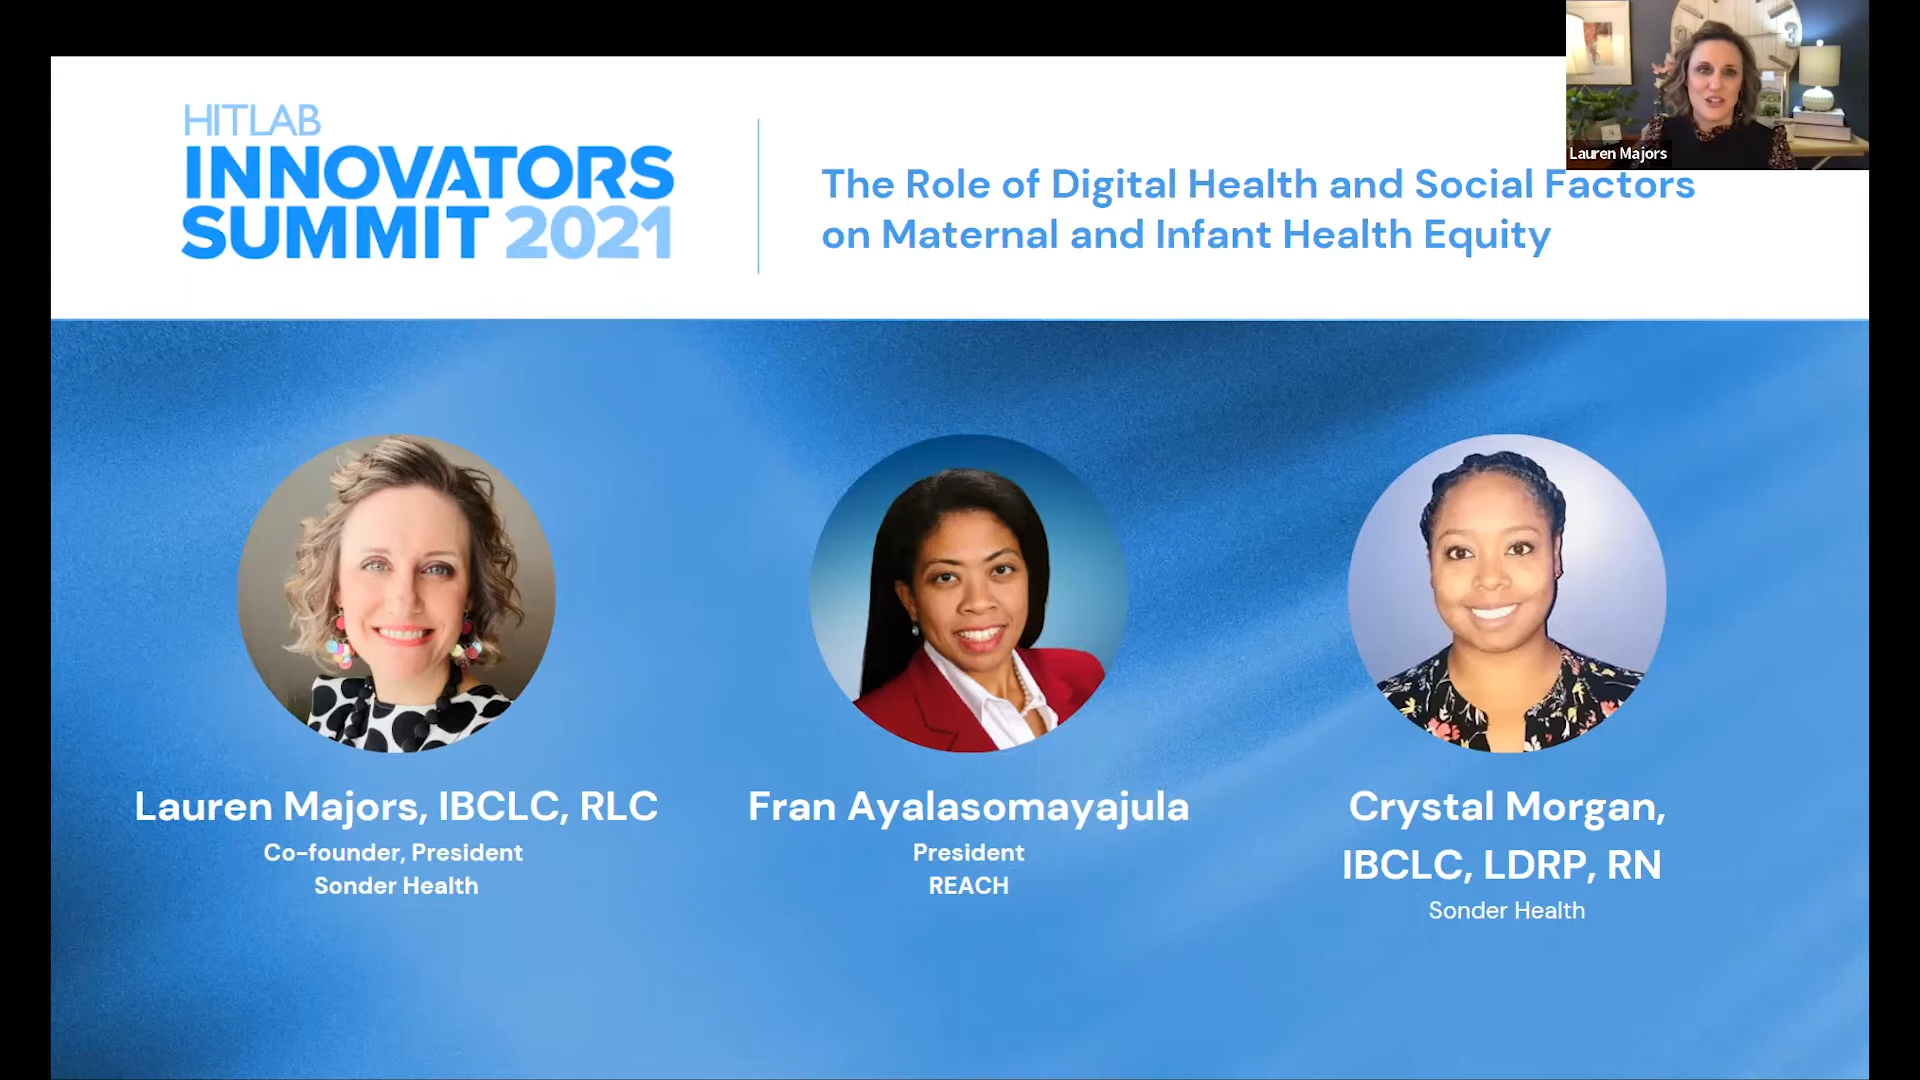 HITLAB
INNOVATORS
SUMMIT 2021
The Role of Digital Health and Social Factors
on Maternal and Infant Health Equity
Lauren Majors
Lauren Majors, IBCLC, RLC
Co-founder, President
Sonder Health
Fran Ayalasomayajula
President
REACH
Crystal Morgan,
IBCLC, LDRP, RN
Sonder Health